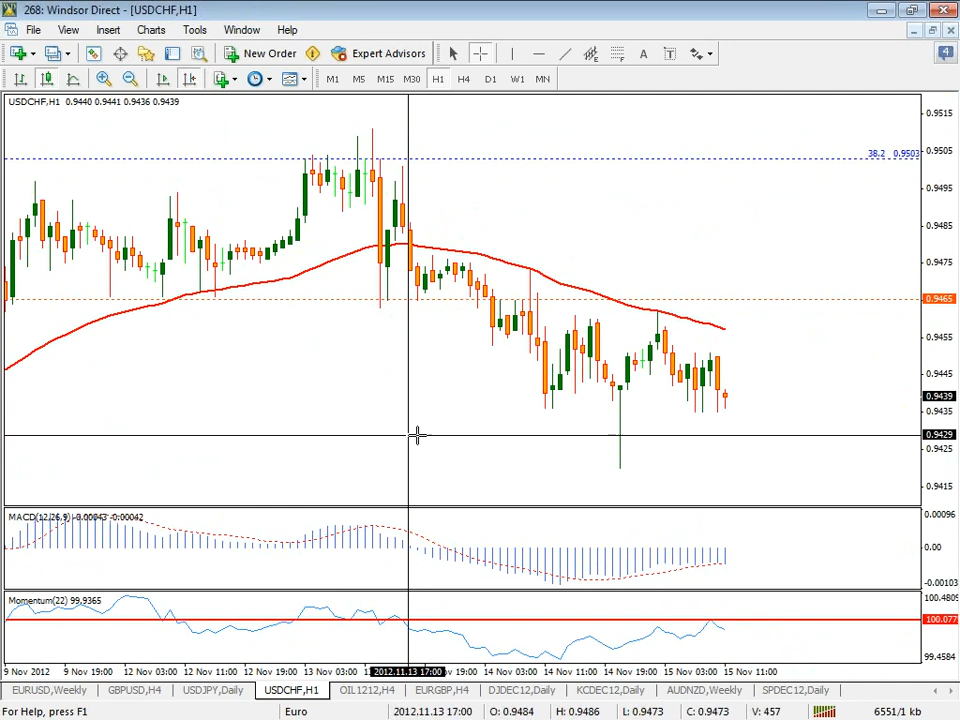 268: Windsor Direct - [USDCHF,H1]
File View Insert Charts Tools Window Help
New Order Expert Advisors A T 4
M1 M5 M15 M30 H1 H4 D1 W1 MN
USDCHF,H1 0.9440 0.9441 0.9436 0.9439
0.9515
38.2 0.9503
0.9505
0.9495
0.9485
0.9475
0.9465
0.9455
0.9445
0.9439
0.9435
0.9429
0.9425
0.9415
MACD(12,26,9) -0.00043 -0.00042
0.00096
0.00
-0.00103
Momentum(22) 99.9365
100.4805
100.077
99.4584
9 Nov 2012 9 Nov 19:00 12 Nov 03:00 12 Nov 11:00 12 Nov 19:00 13 Nov 03:00 2012.11.13 17:00 14 Nov 03:00 14 Nov 11:00 14 Nov 19:00 15 Nov 03:00 15 Nov 11:00
EURUSD,Weekly GBPUSD,H4 USDJPY,Daily USDCHF,H1 OIL1212,H4 EURGBP,H4 DJDEC12,Daily KCDEC12,Daily AUDNZD,Weekly SPDEC12,Daily
For Help, press F1 Euro 2012.11.13 17:00 O: 0.9484 H: 0.9486 L: 0.9473 C: 0.9473 V: 457 6551/1 kb